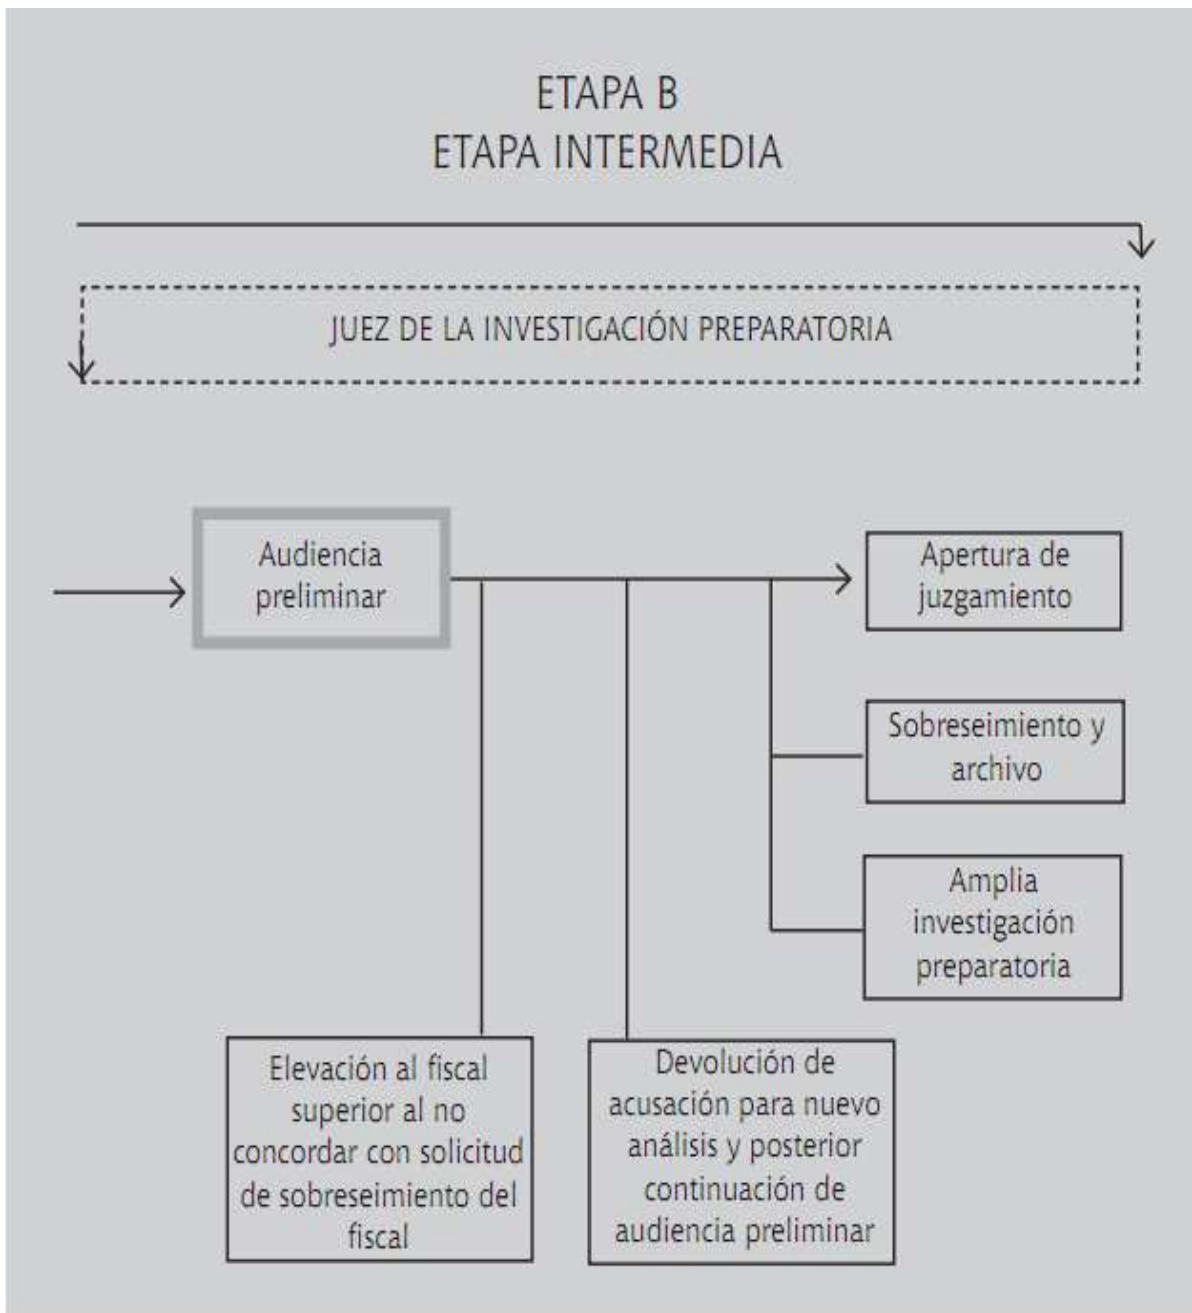 ETAPA B
ETAPA INTERMEDIA
JUEZ DE LA INVESTIGACIÓN PREPARATORIA
Audiencia
preliminar
Apertura de
juzgamiento
Sobreseimiento y
archivo
Amplia
investigación
preparatoria
Elevación al fiscal
superior al no
concordar con solicitud
de sobreseimiento del
fiscal
Devolución de
acusación para nuevo
análisis y posterior
continuación de
audiencia preliminar